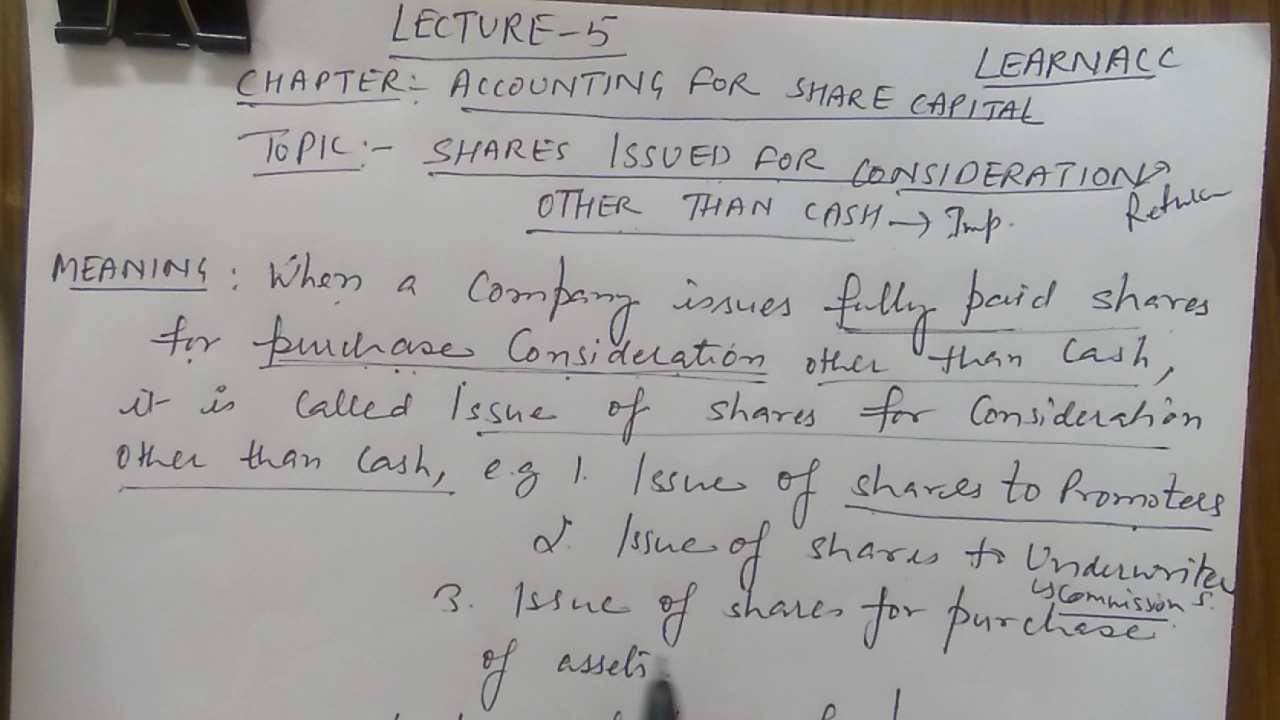 LECTURE-5
LEARNACC
CHAPTER:- ACCOUNTING FOR SHARE CAPITAL
TOPIC:- SHARES ISSUED FOR CONSIDERATION
OTHER THAN CASH → Imp.
MEANING: When a Company issues fully paid shares
for purchase Consideration other than Cash,
it is called Issue of shares for Consideration
other than Cash, e.g 1. Issue of shares to Promoters
2. Issue of shares to Underwriters
↳ Commission
3. Issue of shares for purchase
of assets